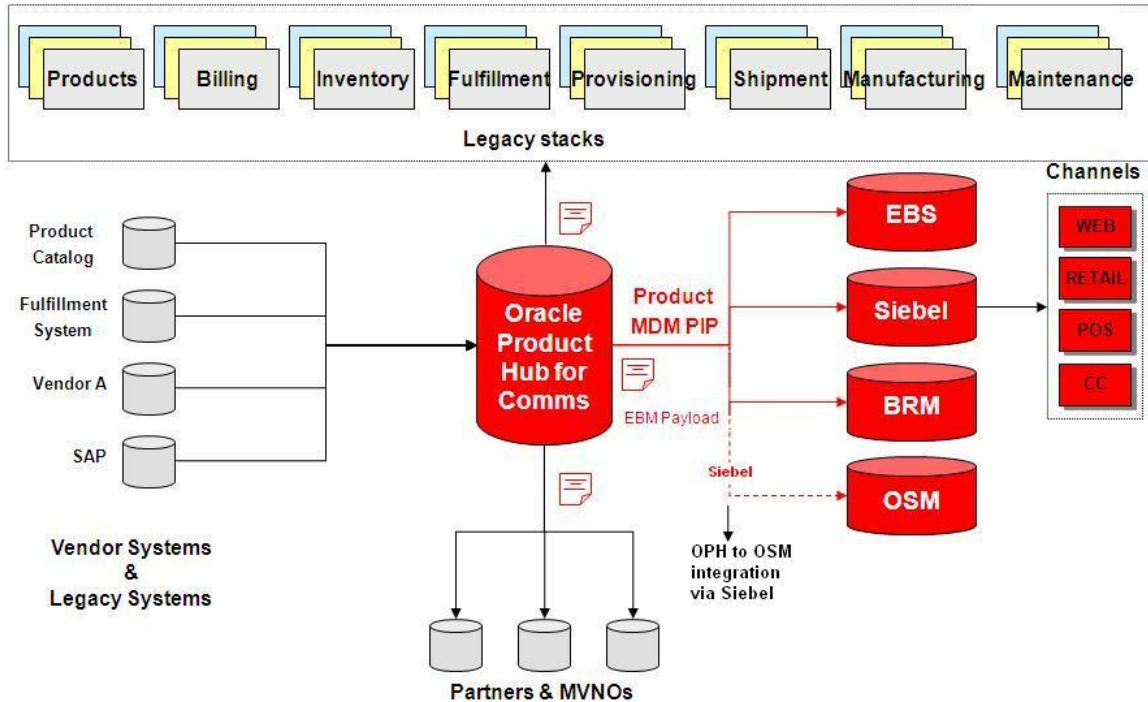 Products
Billing
Inventory
Fulfillment
Provisioning
Shipment
Manufacturing
Maintenance
Legacy stacks
Channels
Product
Catalog
Fulfillment
System
Vendor A
SAP
Vendor Systems
&
Legacy Systems
Oracle
Product
Hub for
Comms
Product
MDM PIP
EBM Payload
Siebel
EBS
Siebel
BRM
OSM
WEB
RETAIL
POS
CC
OPH to OSM
integration
via Siebel
Partners & MVNOs